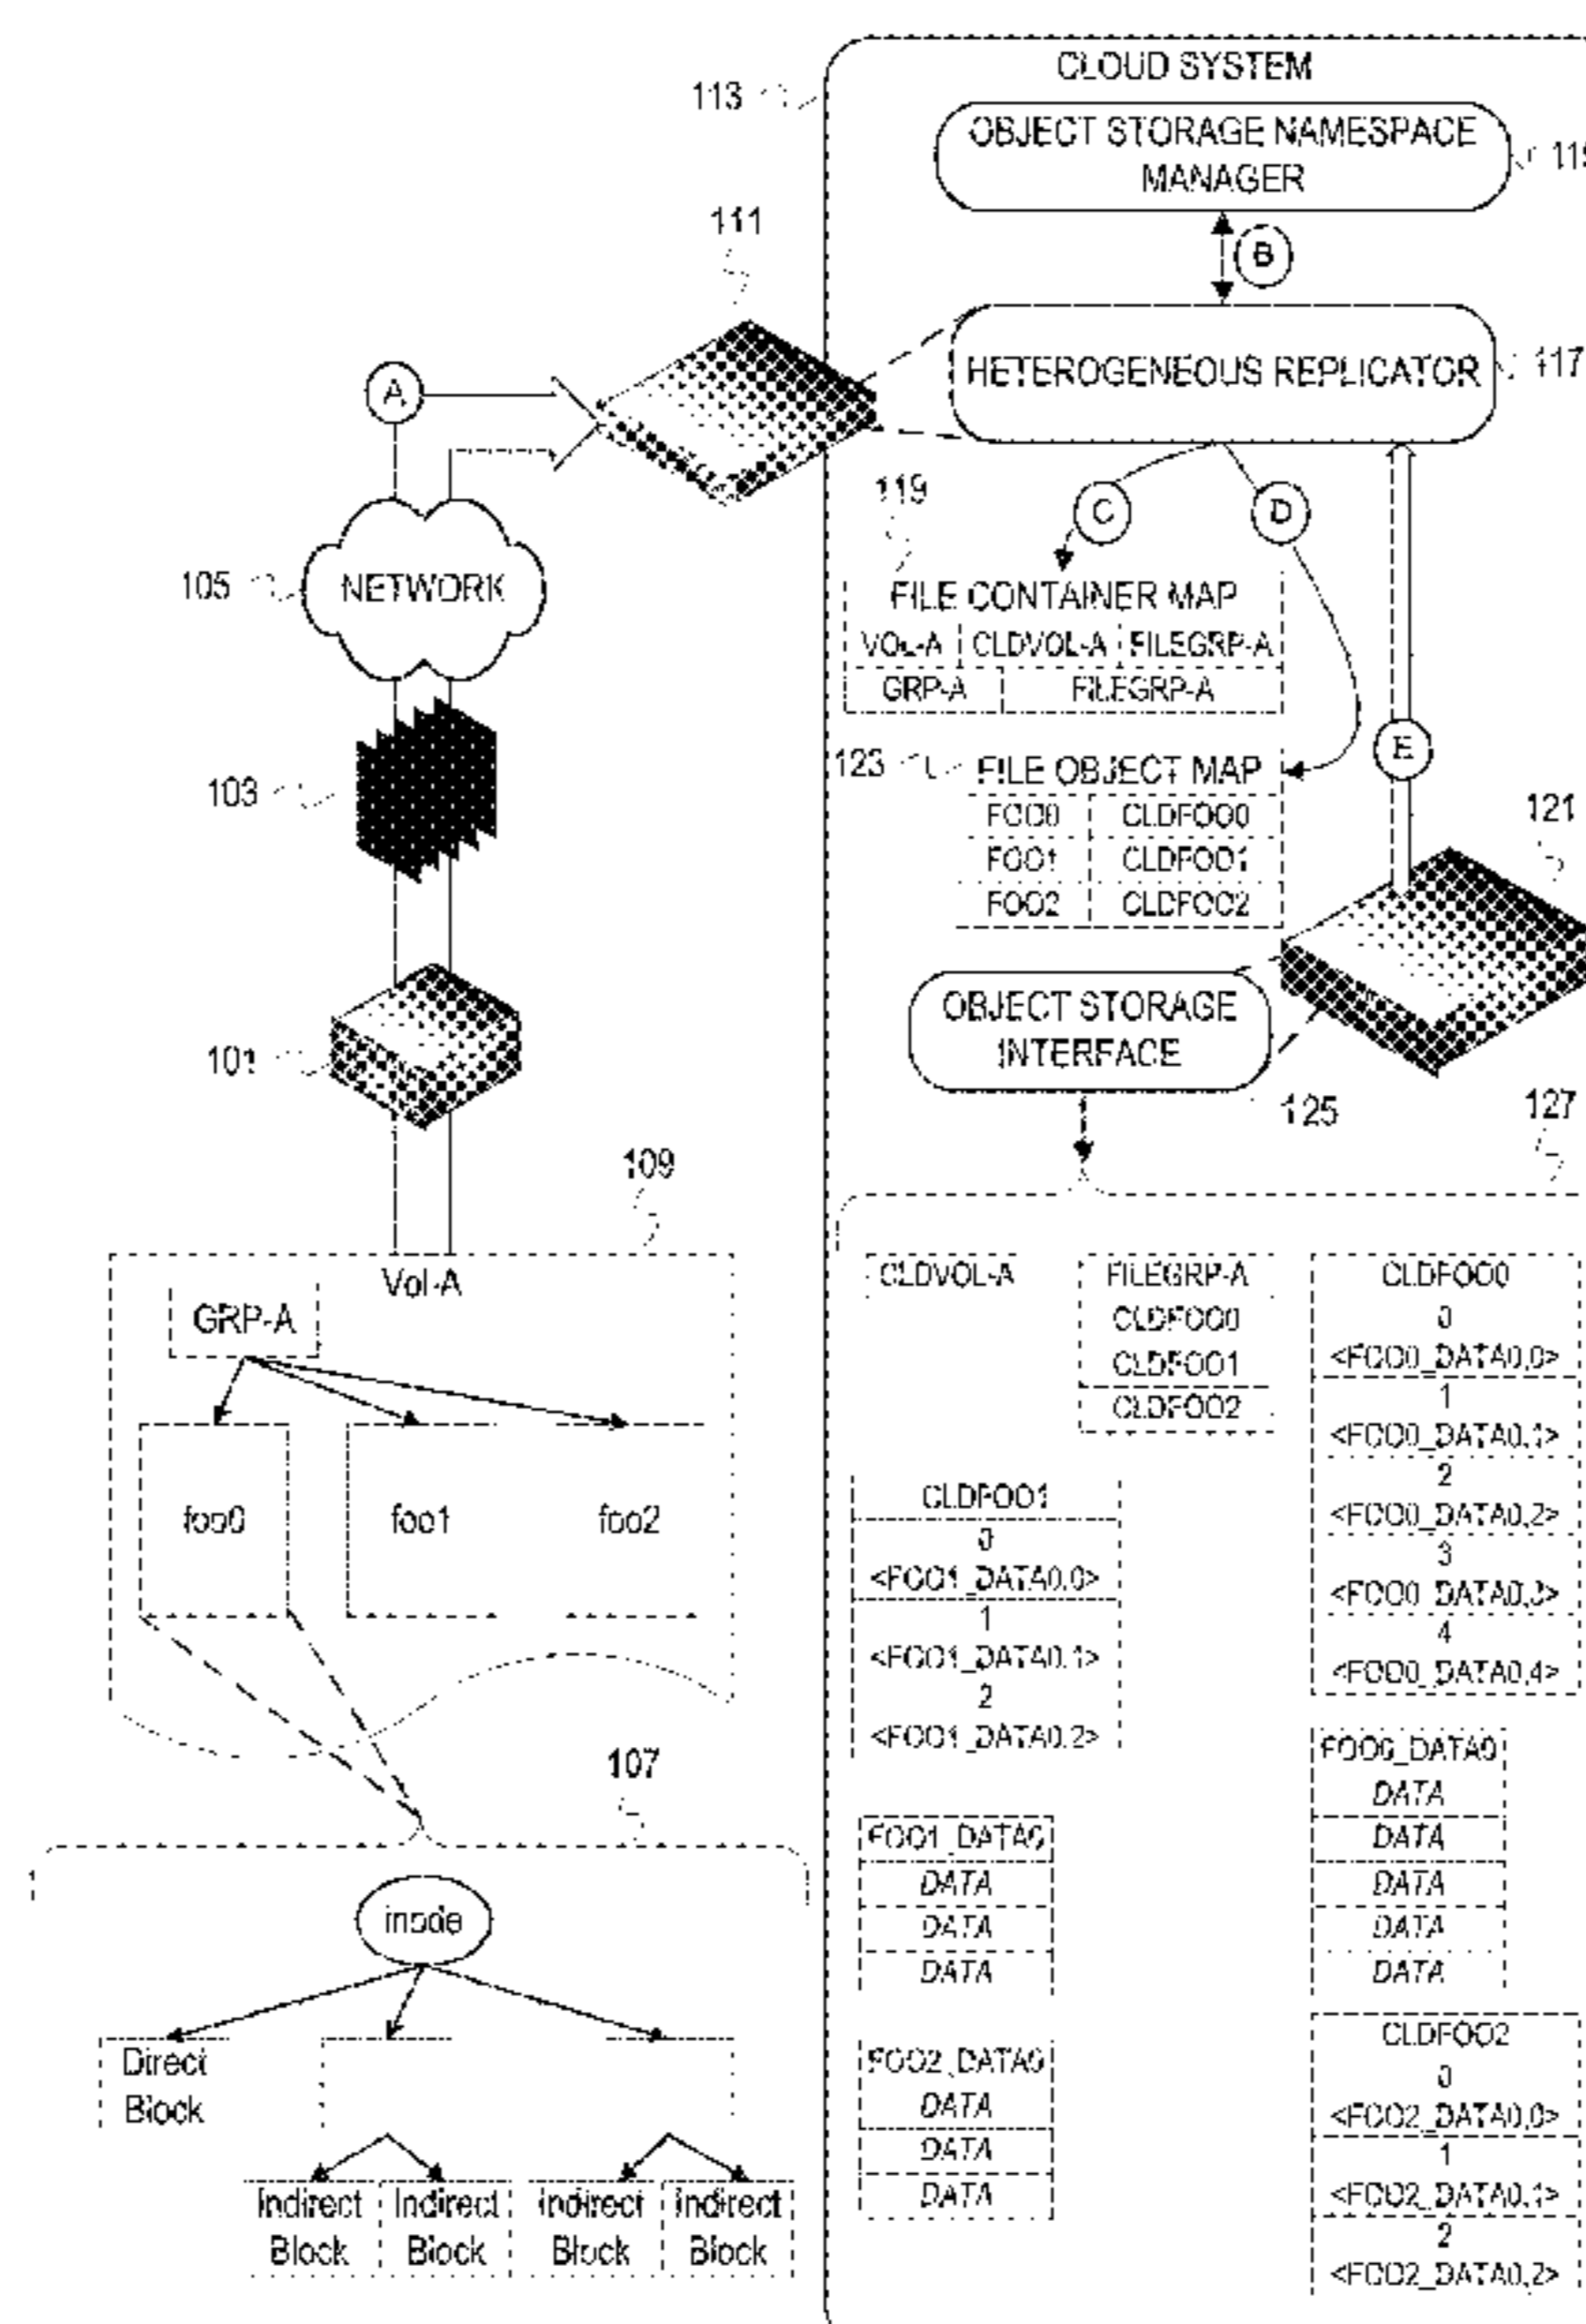 CLOUD SYSTEM
113
OBJECT STORAGE NAMESPACE
MANAGER
111
B
HETEROGENEOUS REPLICATOR
117
A
119
C
D
105
NETWORK
FILE CONTAINER MAP
VOL-A CLDVOL-A FILEGRP-A
GRP-A FILEGRP-A
103
123
FILE OBJECT MAP
E
FOO0 CLDFOO0
FOO1 CLDFOO1
FOO2 CLDFOO2
121
101
OBJECT STORAGE
INTERFACE
125
127
109
Vol-A
GRP-A
foo0 foo1 foo2
107
inode
Direct
Block
Indirect Indirect Indirect Indirect
Block Block Block Block
CLDVOL-A
FILEGRP-A
CLDFOO0
CLDFOO1
CLDFOO2
CLDFOO0
0
<FOO0_DATA0,0>
1
<FOO0_DATA0,1>
2
<FOO0_DATA0,2>
3
<FOO0_DATA0,3>
4
<FOO0_DATA0,4>
CLDFOO1
0
<FOO1_DATA0,0>
1
<FOO1_DATA0,1>
2
<FOO1_DATA0,2>
FOO0_DATA0
DATA
DATA
DATA
DATA
DATA
FOO1_DATA0
DATA
DATA
DATA
FOO2_DATA0
DATA
DATA
DATA
CLDFOO2
0
<FOO2_DATA0,0>
1
<FOO2_DATA0,1>
2
<FOO2_DATA0,2>